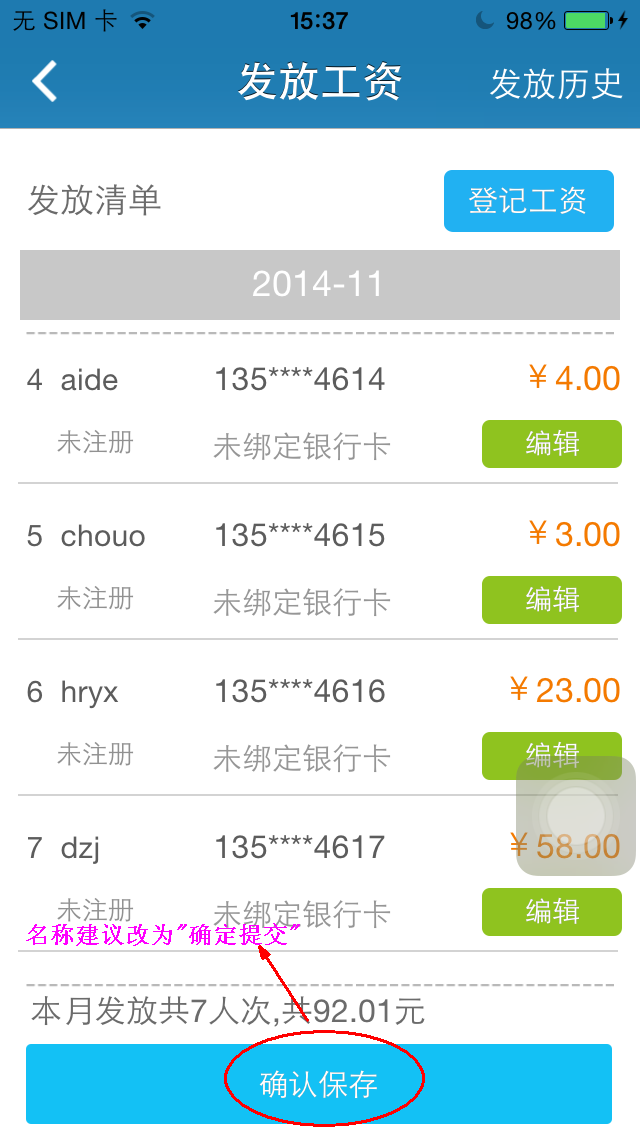 无 SIM 卡 15:37 98%
发放工资 发放历史
发放清单 登记工资
2014-11
4 aide 135****4614 ￥4.00
未注册 未绑定银行卡 编辑
5 chouo 135****4615 ￥3.00
未注册 未绑定银行卡 编辑
6 hryx 135****4616 ￥23.00
未注册 未绑定银行卡 编辑
7 dzj 135****4617 ￥58.00
未注册 未绑定银行卡 编辑
名称建议改为"确定提交"
本月发放共7人次,共92.01元
确认保存